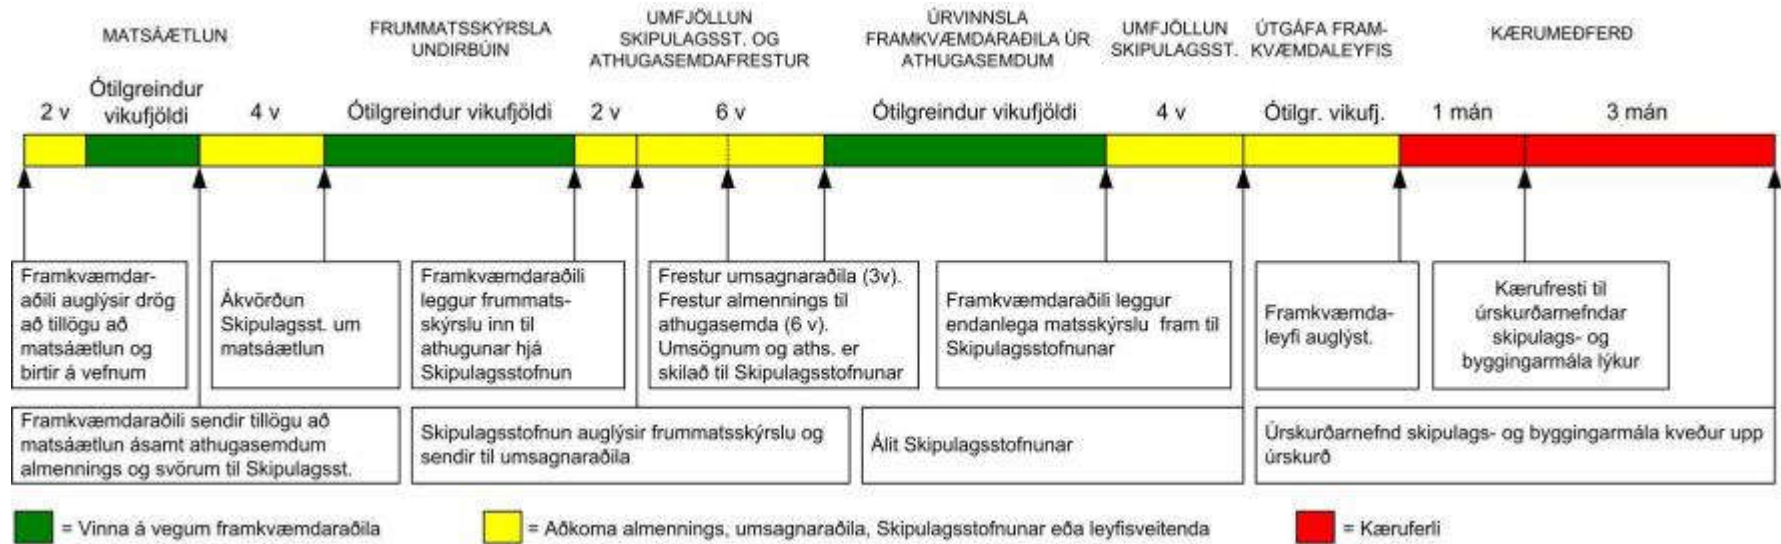 MATSÁÆTLUN
FRUMMATSSKÝRSLA
UNDIRBÚIN
UMFJÖLLUN
SKIPULAGSST. OG
ATHUGASEMDAFRESTUR
ÚRVINNSLA
FRAMKVÆMDARAÐILA ÚR
ATHUGASEMDUM
UMFJÖLLUN
SKIPULAGSST.
ÚTGÁFA FRAM-
KVÆMDALEYFIS
KÆRUMEÐFERÐ
2 v
Ótilgreindur
vikufjöldi
4 v
Ótilgreindur vikufjöldi
2 v
6 v
Ótilgreindur vikufjöldi
4 v
Ótilgr. vikufj.
1 mán
3 mán
Framkvæmdar-
aðili auglýsir drög
að tillögu að
matsáætlun og
birtir á vefnum
Ákvörðun
Skipulagsst. um
matsáætlun
Framkvæmdaraðili
leggur frummats-
skýrslu inn til
athugunar hjá
Skipulagsstofnun
Frestur umsagnaraðila (3v).
Frestur almennings til
athugasemda (6 v).
Umsögnum og aths. er
skilað til Skipulagsstofnunar
Framkvæmdaraðili leggur
endanlega matsskýrslu fram til
Skipulagsstofnunar
Framkvæmda-
leyfi auglýst.
Kærufresti til
úrskurðarnefndar
skipulags- og
byggingarmála lýkur
Framkvæmdaraðili sendir tillögu að
matsáætlun ásamt athugasemdum
almennings og svörum til Skipulagsst.
Skipulagsstofnun auglýsir frummatsskýrslu og
sendir til umsagnaraðila
Álit Skipulagsstofnunar
Úrskurðarnefnd skipulags- og byggingarmála kveður upp
úrskurð
= Vinna á vegum framkvæmdaraðila
= Aðkoma almennings, umsagnaraðila, Skipulagsstofnunar eða leyfisveitenda
= Kæruferli